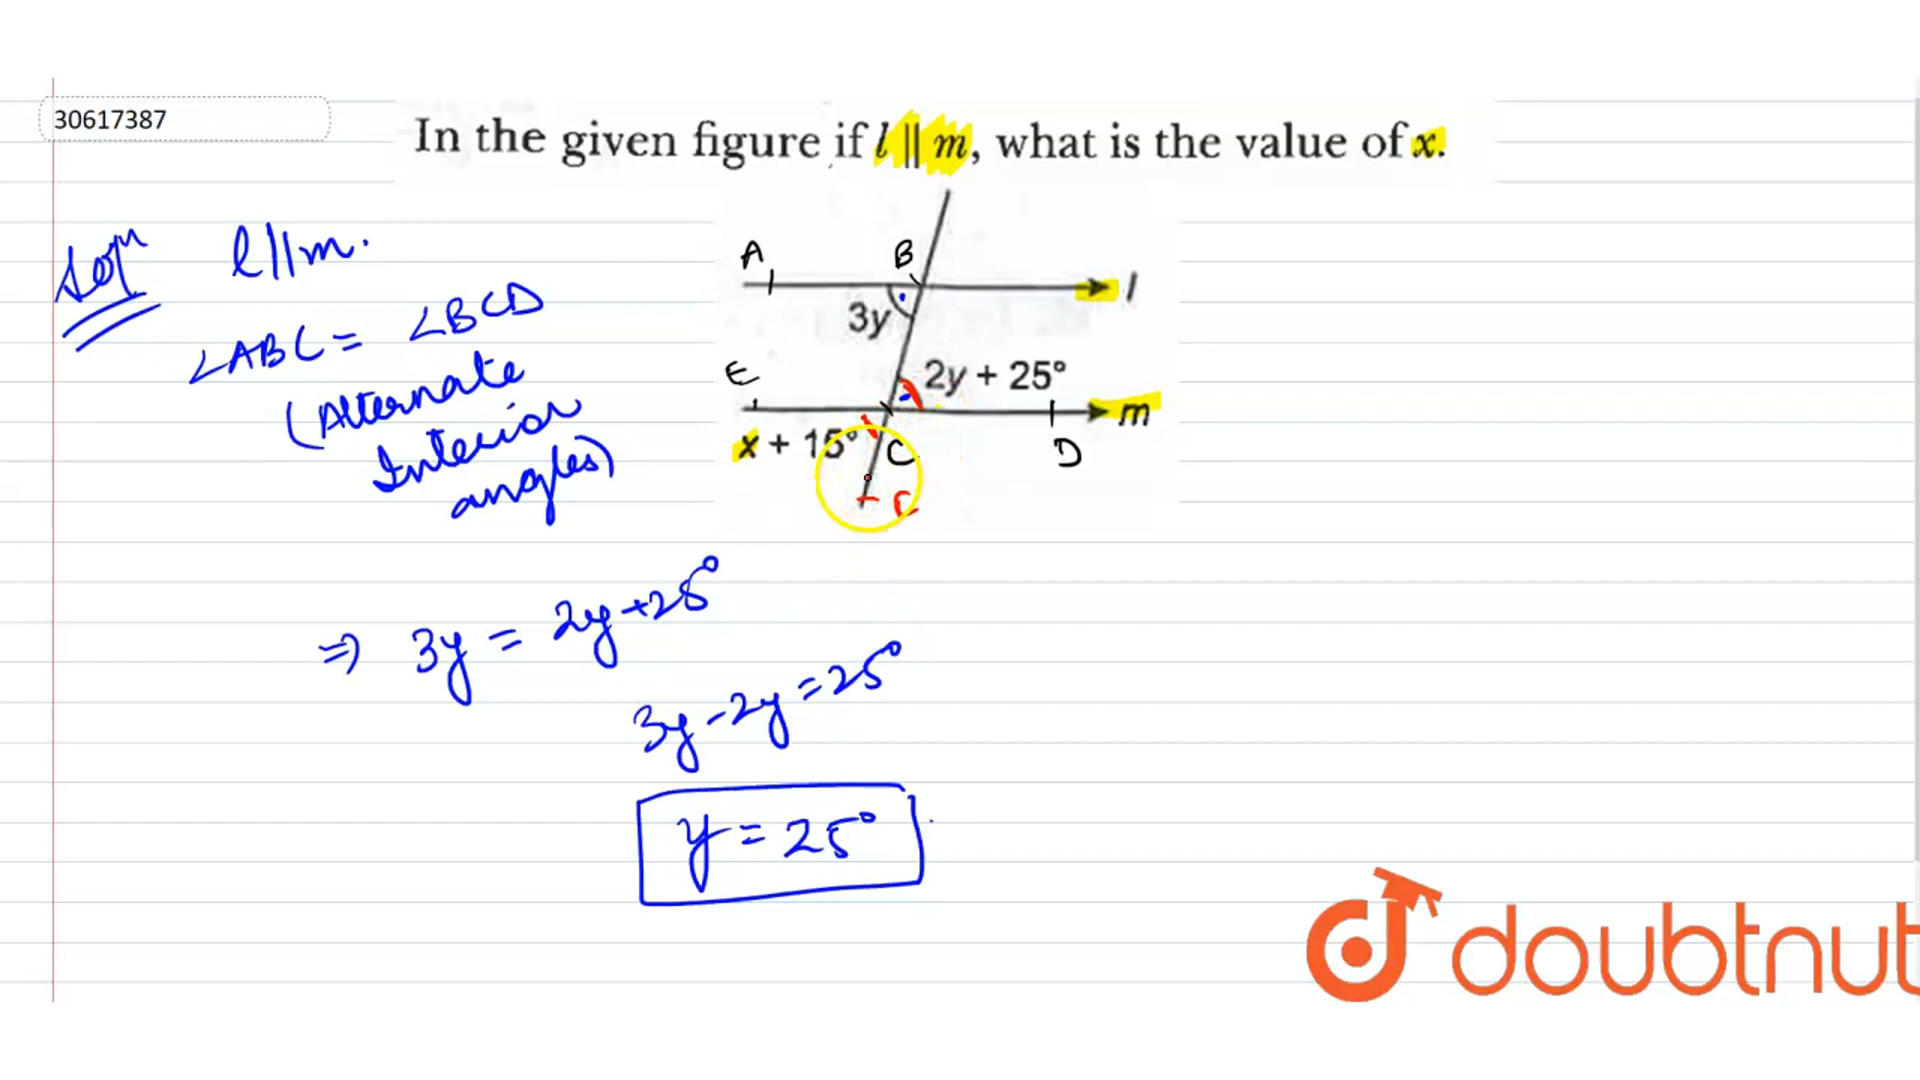 30617387
In the given figure if l || m, what is the value of x.
Solⁿ
l||m.
∠ABC = ∠BCD
(Alternate
Interior
angles)
A
B
l
3y
E
2y + 25°
m
x + 15°
C
D
⇒ 3y = 2y+25°
3y-2y=25°
y = 25°
doubtnut